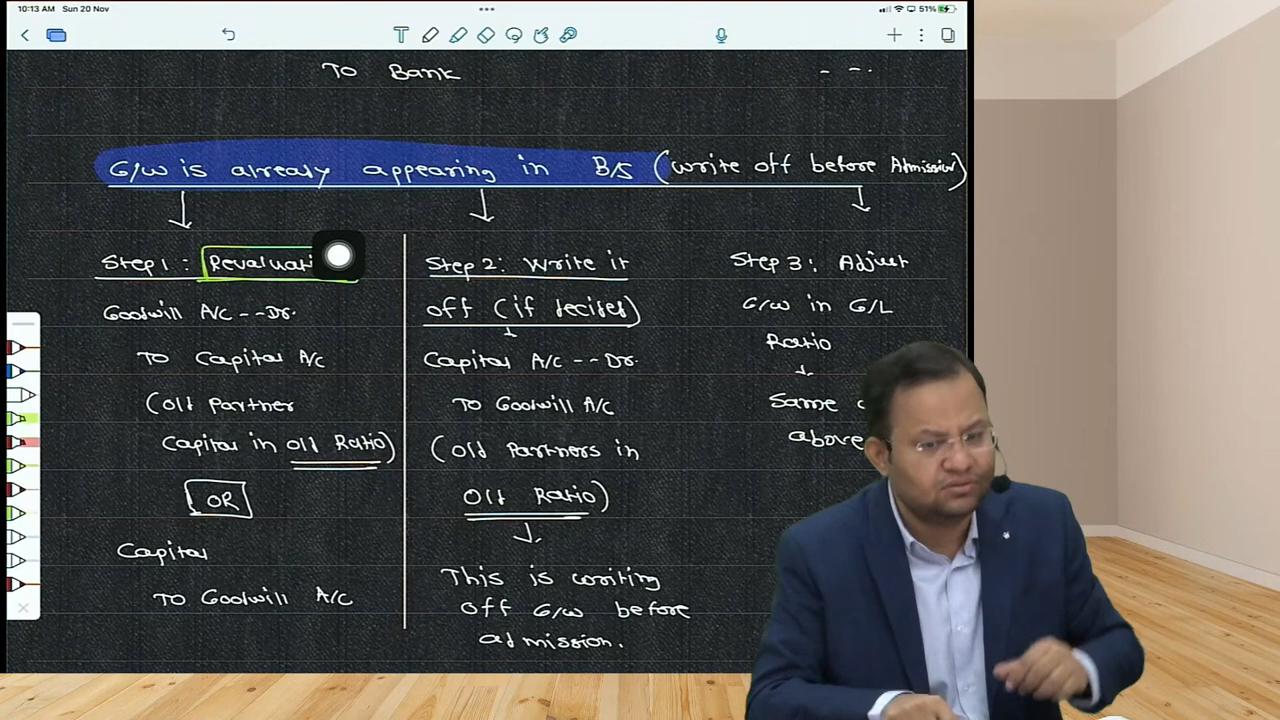 10:13 AM Sun 20 Nov
51%
To Bank - - -
G/w is already appearing in B/S (write off before Admission)
Step 1:
Goodwill A/C --Dr.
To Capital A/C
(Old Partner
Capital in Old Ratio)
OR
Capital
To Goodwill A/C
Step 2: Write it
off (if decides)
Capital A/C --Dr.
To Goodwill A/C
(Old Partners in
Old Ratio)
This is writing
off G/w before
admission.
Step 3: Adjust
G/w in G/L
Ratio
Same
above